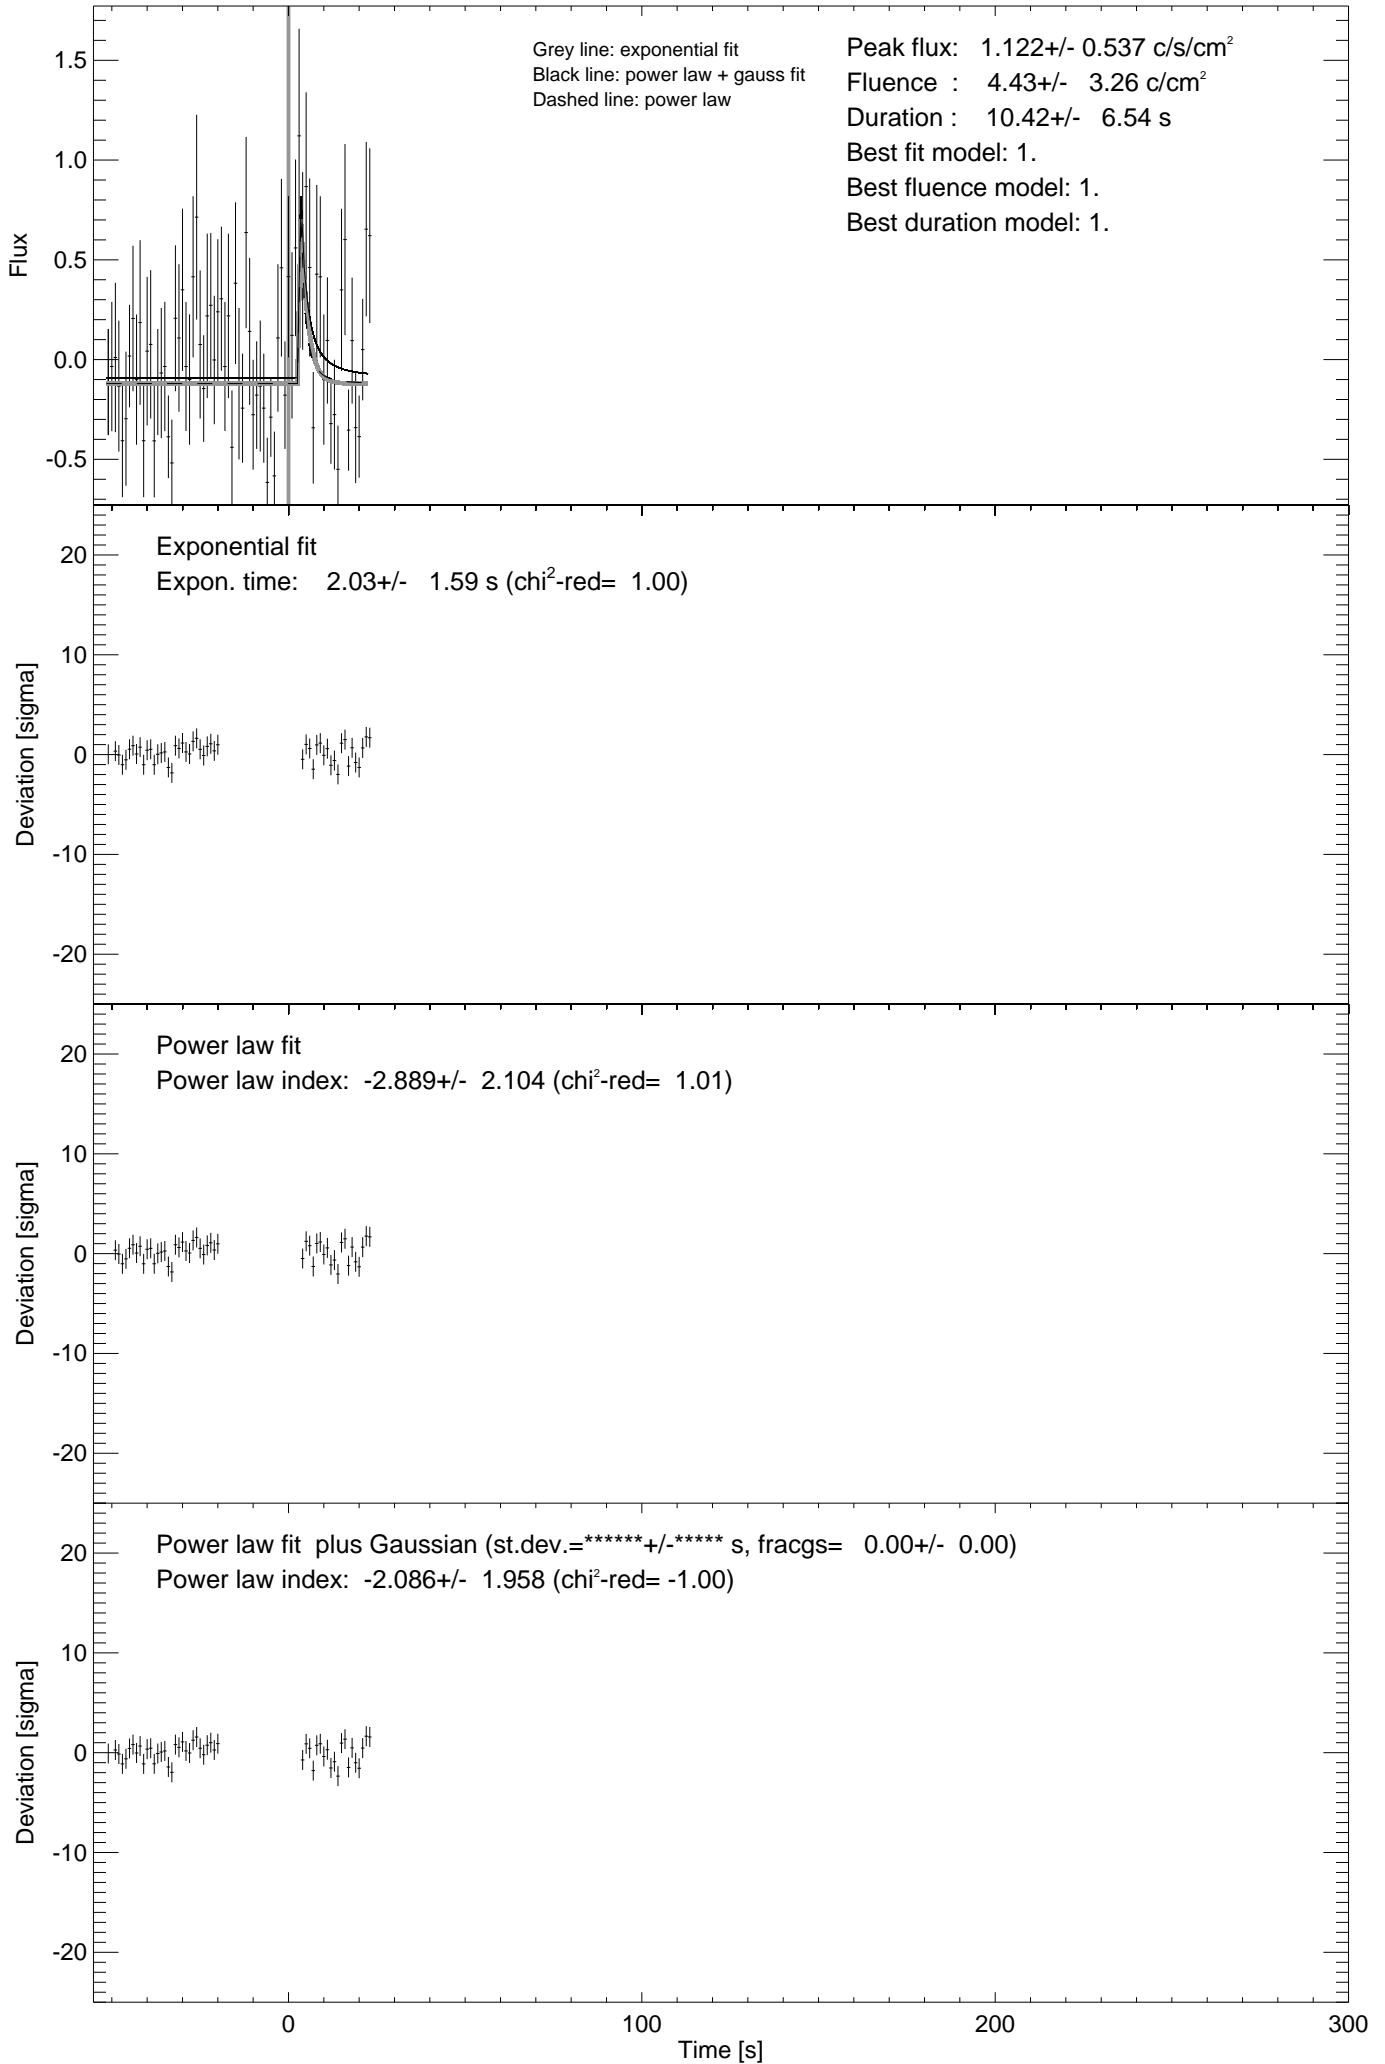 Grey line: exponential fit
Black line: power law + gauss fit
Dashed line: power law
Peak flux: 1.122+/- 0.537 c/s/cm²
Fluence : 4.43+/- 3.26 c/cm²
Duration : 10.42+/- 6.54 s
Best fit model: 1.
Best fluence model: 1.
Best duration model: 1.
Flux
1.5
1.0
0.5
0.0
-0.5
Exponential fit
Expon. time: 2.03+/- 1.59 s (chi²-red= 1.00)
Deviation [sigma]
20
10
0
-10
-20
Power law fit
Power law index: -2.889+/- 2.104 (chi²-red= 1.01)
Deviation [sigma]
20
10
0
-10
-20
Power law fit plus Gaussian (st.dev.=******+/-***** s, fracgs= 0.00+/- 0.00)
Power law index: -2.086+/- 1.958 (chi²-red= -1.00)
Deviation [sigma]
20
10
0
-10
-20
0 100 200 300
Time [s]